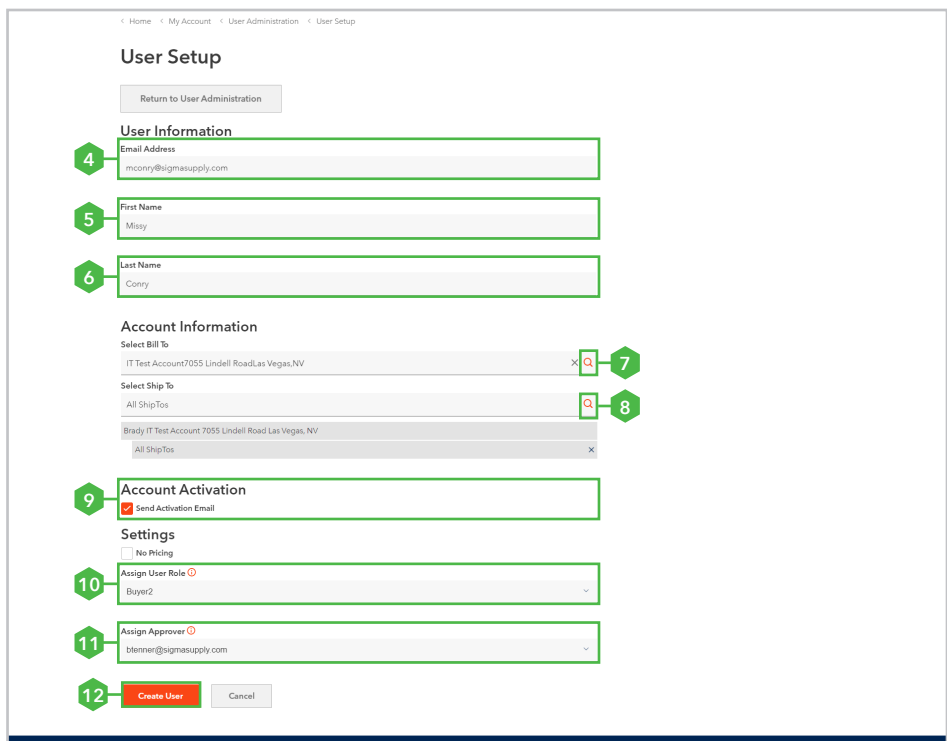 < Home < My Account < User Administration < User Setup
User Setup
Return to User Administration
User Information
4
Email Address
mconry@sigmasupply.com
5
First Name
Missy
6
Last Name
Conry
Account Information
Select Bill To
IT Test Account7055 Lindell RoadLas Vegas,NV
7
Select Ship To
All ShipTos
8
Brady IT Test Account 7055 Lindell Road Las Vegas, NV
All ShipTos
9
Account Activation
Send Activation Email
Settings
No Pricing
10
Assign User Role
Buyer2
11
Assign Approver
btenner@sigmasupply.com
12
Create User Cancel